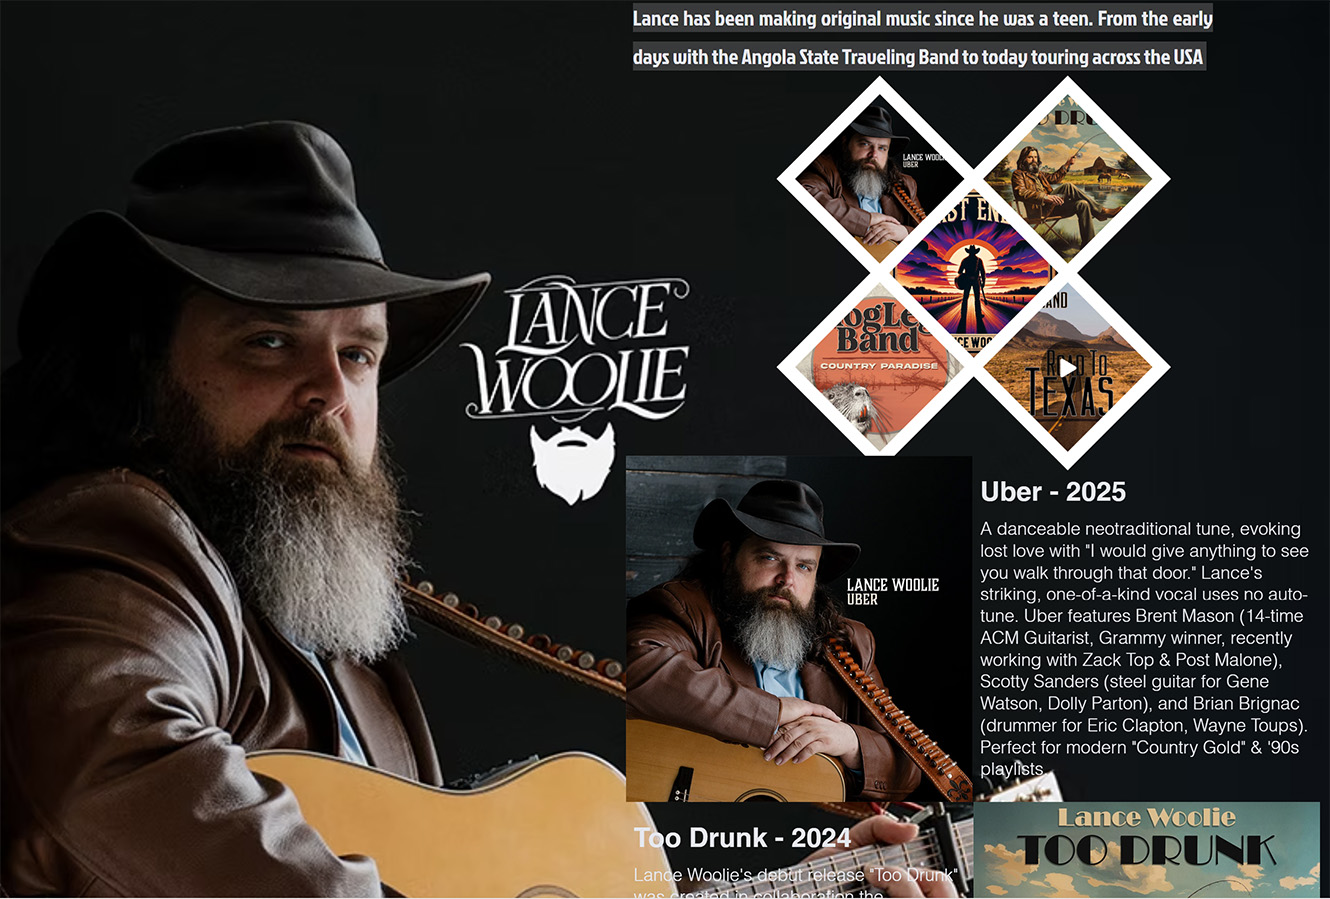 Lance has been making original music since he was a teen. From the early
days with the Angola State Traveling Band to today touring across the USA
LANCE
UBER
TOO
LANCE
WOOLIE
Band
COUNTRY PARADISE
ROAD TO
TEXAS
Uber - 2025
A danceable neotraditional tune, evoking
lost love with "I would give anything to see
you walk through that door." Lance's
striking, one-of-a-kind vocal uses no auto-
tune. Uber features Brent Mason (14-time
ACM Guitarist, Grammy winner, recently
working with Zack Top & Post Malone),
Scotty Sanders (steel guitar for Gene
Watson, Dolly Parton), and Brian Brignac
(drummer for Eric Clapton, Wayne Toups).
Perfect for modern "Country Gold" & '90s
playlists.
LANCE WOOLIE
UBER
Too Drunk - 2024
Lance Woolie's debut release "Too Drunk"
was created in collaboration the
Lance Woolie
TOO DRUNK